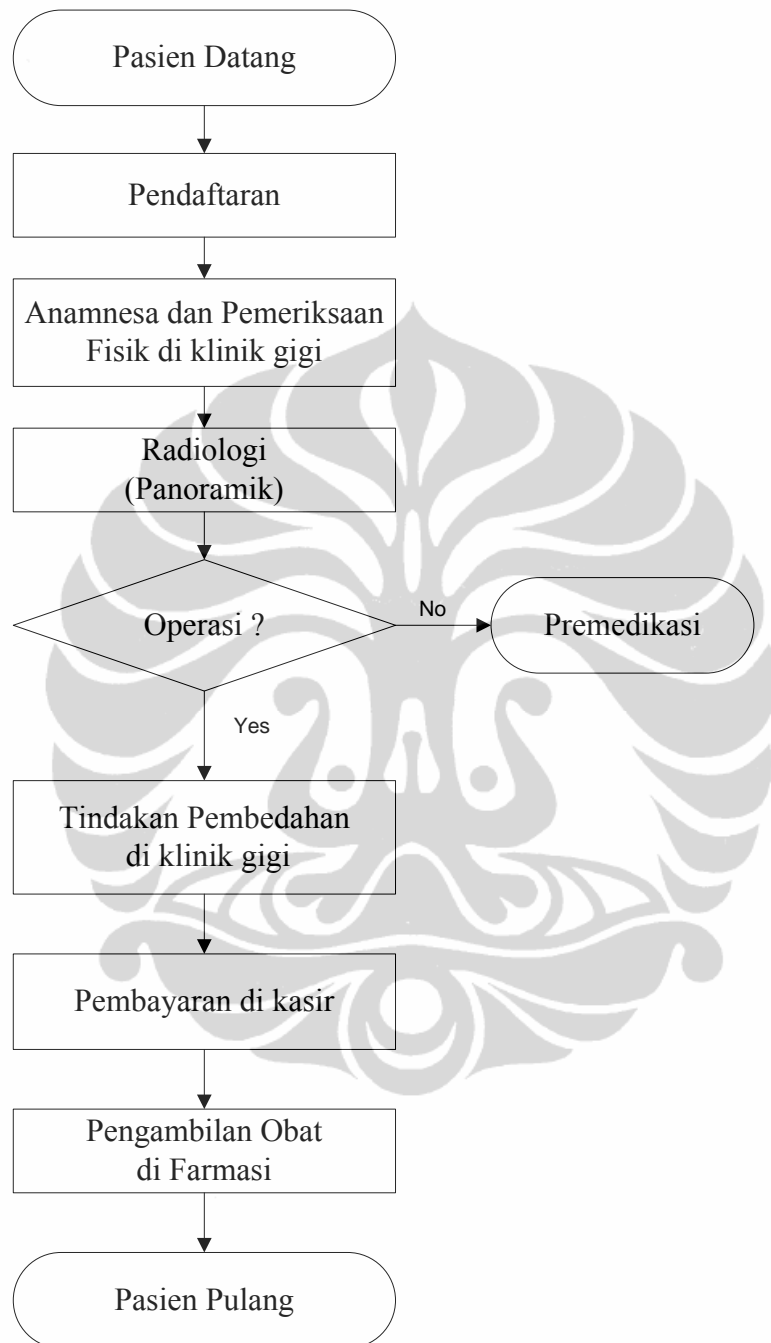 Pasien Datang
Pendaftaran
Anamnesa dan Pemeriksaan
Fisik di klinik gigi
Radiologi
(Panoramik)
Operasi ?
No
Premedikasi
Yes
Tindakan Pembedahan
di klinik gigi
Pembayaran di kasir
Pengambilan Obat
di Farmasi
Pasien Pulang